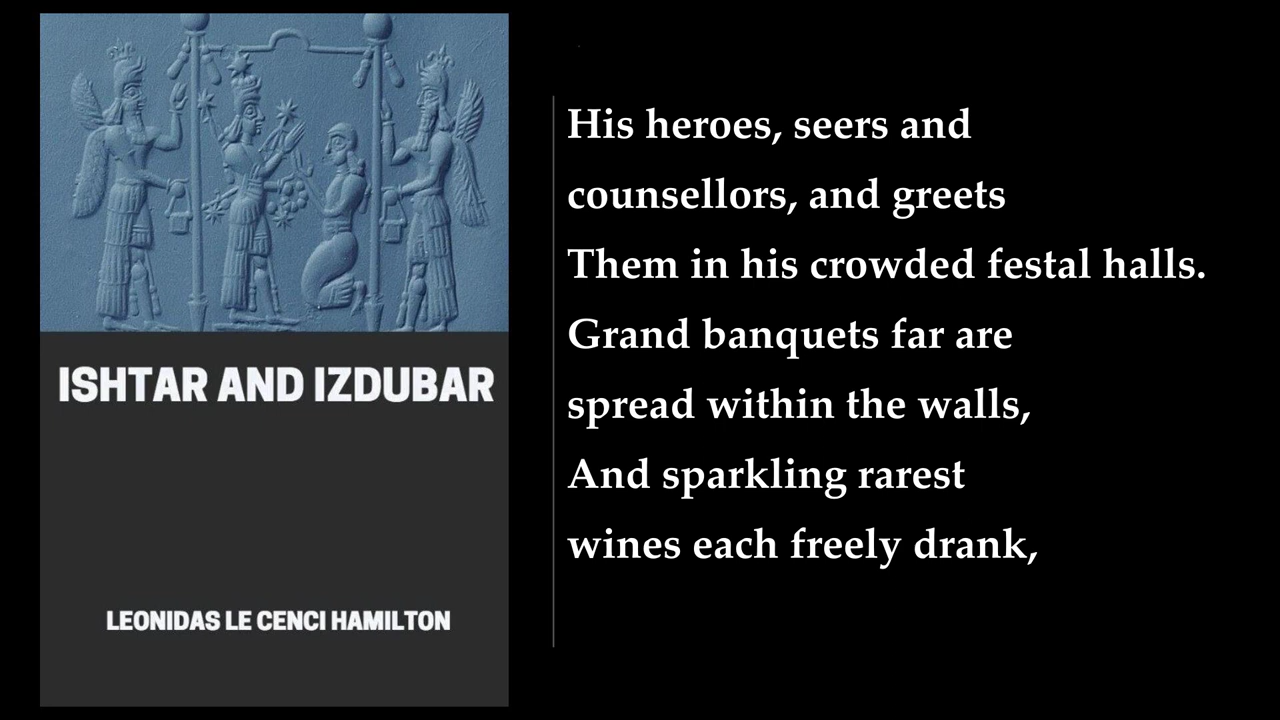 ISHTAR AND IZDUBAR
LEONIDAS LE CENCI HAMILTON
His heroes, seers and
counsellors, and greets
Them in his crowded festal halls.
Grand banquets far are
spread within the walls,
And sparkling rarest
wines each freely drank,